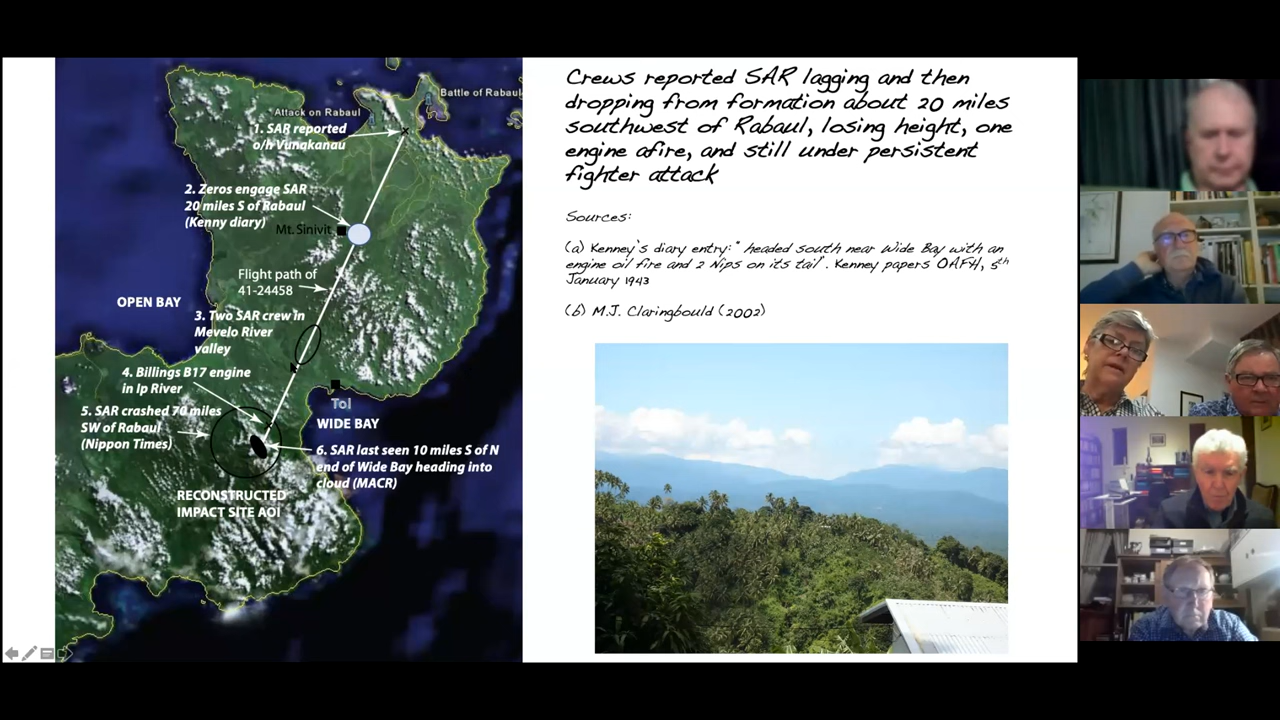 Battle of Rabaul
Attack on Rabaul
1. SAR reported
o/h Vunakanau
2. Zeros engage SAR
20 miles S of Rabaul
(Kenny diary)
Mt. Sinivit
Flight path of
41-24458
OPEN BAY
3. Two SAR crew in
Mevelo River
valley
4. Billings B17 engine
in Ip River
5. SAR crashed 70 miles
SW of Rabaul
(Nippon Times)
Tol
WIDE BAY
6. SAR last seen 10 miles S of N
end of Wide Bay heading into
cloud (MACR)
RECONSTRUCTED
IMPACT SITE AOI
Crews reported SAR lagging and then
dropping from formation about 20 miles
southwest of Rabaul, losing height, one
engine afire, and still under persistent
fighter attack
Sources:
(a) Kenney's diary entry: " headed south near Wide Bay with an
engine oil fire and 2 Nips on its tail". Kenney papers OAFH, 5th
January 1943
(b) M.J. Claringbould (2002)